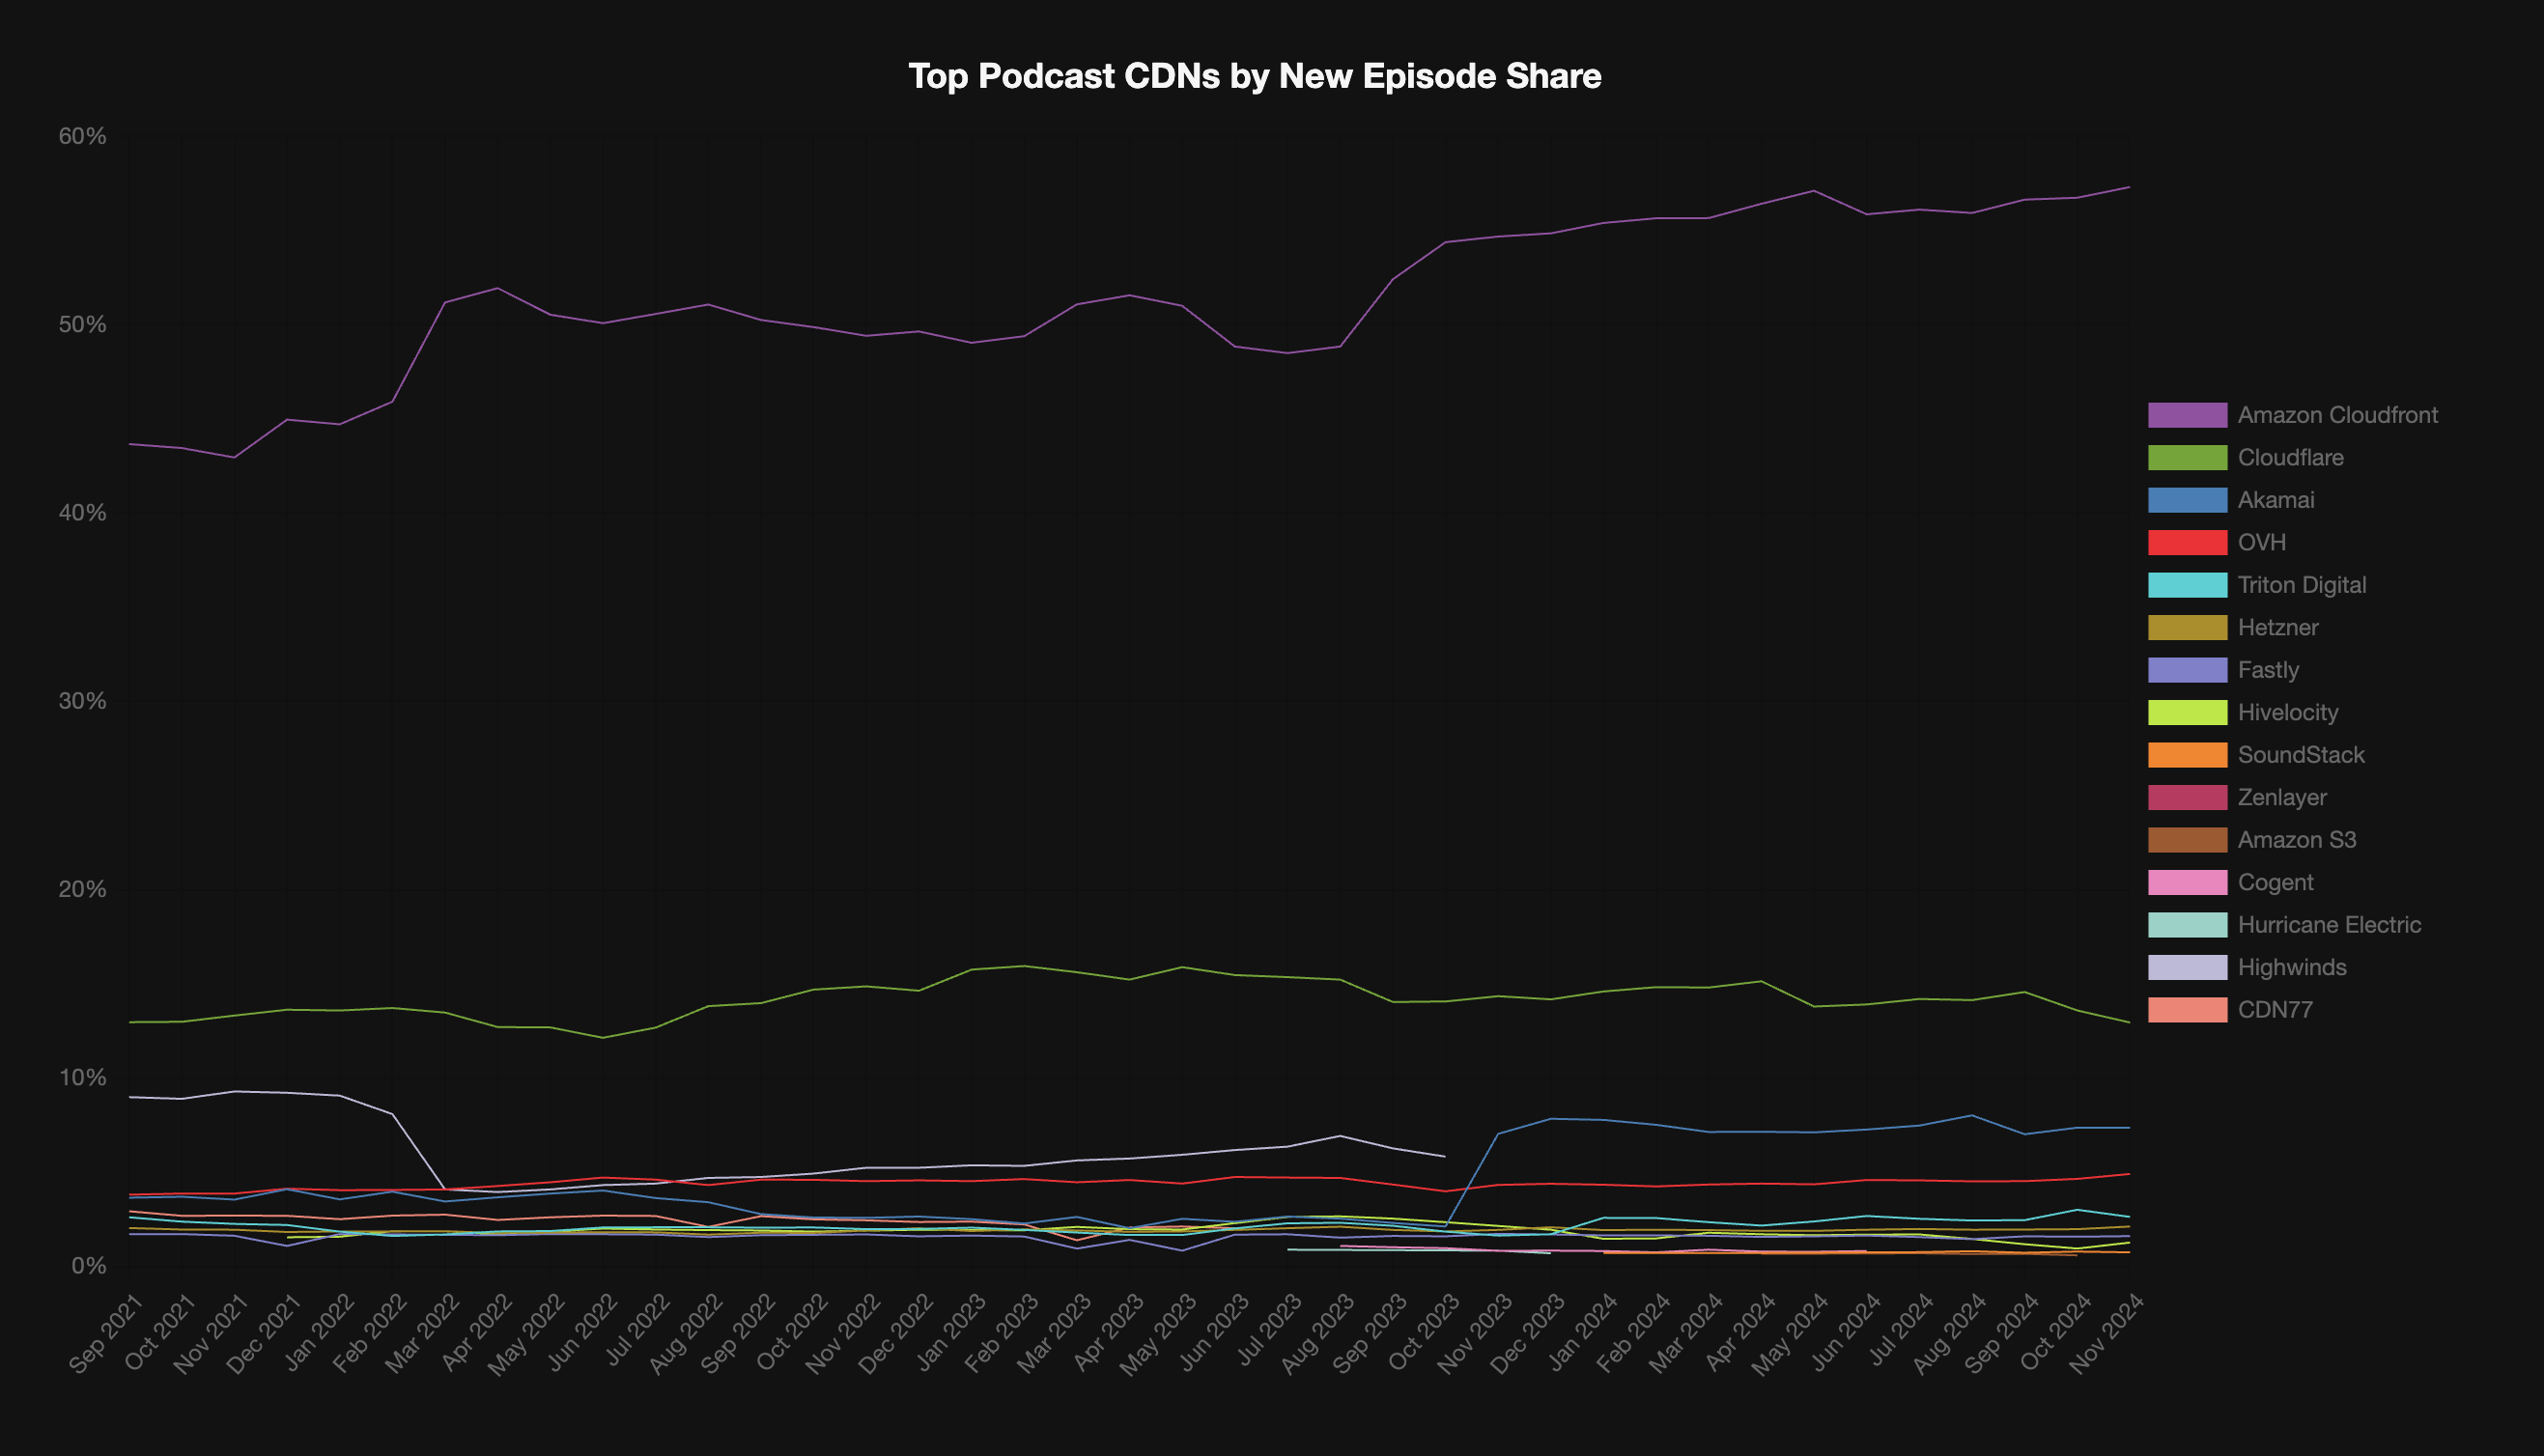 Top Podcast CDNs by New Episode Share
60%
50%
40%
30%
20%
10%
0%
Sep 2021
Oct 2021
Nov 2021
Dec 2021
Jan 2022
Feb 2022
Mar 2022
Apr 2022
May 2022
Jun 2022
Jul 2022
Aug 2022
Sep 2022
Oct 2022
Nov 2022
Dec 2022
Jan 2023
Feb 2023
Mar 2023
Apr 2023
May 2023
Jun 2023
Jul 2023
Aug 2023
Sep 2023
Oct 2023
Nov 2023
Dec 2023
Jan 2024
Feb 2024
Mar 2024
Apr 2024
May 2024
Jun 2024
Jul 2024
Aug 2024
Sep 2024
Oct 2024
Nov 2024
Amazon Cloudfront
Cloudflare
Akamai
OVH
Triton Digital
Hetzner
Fastly
Hivelocity
SoundStack
Zenlayer
Amazon S3
Cogent
Hurricane Electric
Highwinds
CDN77